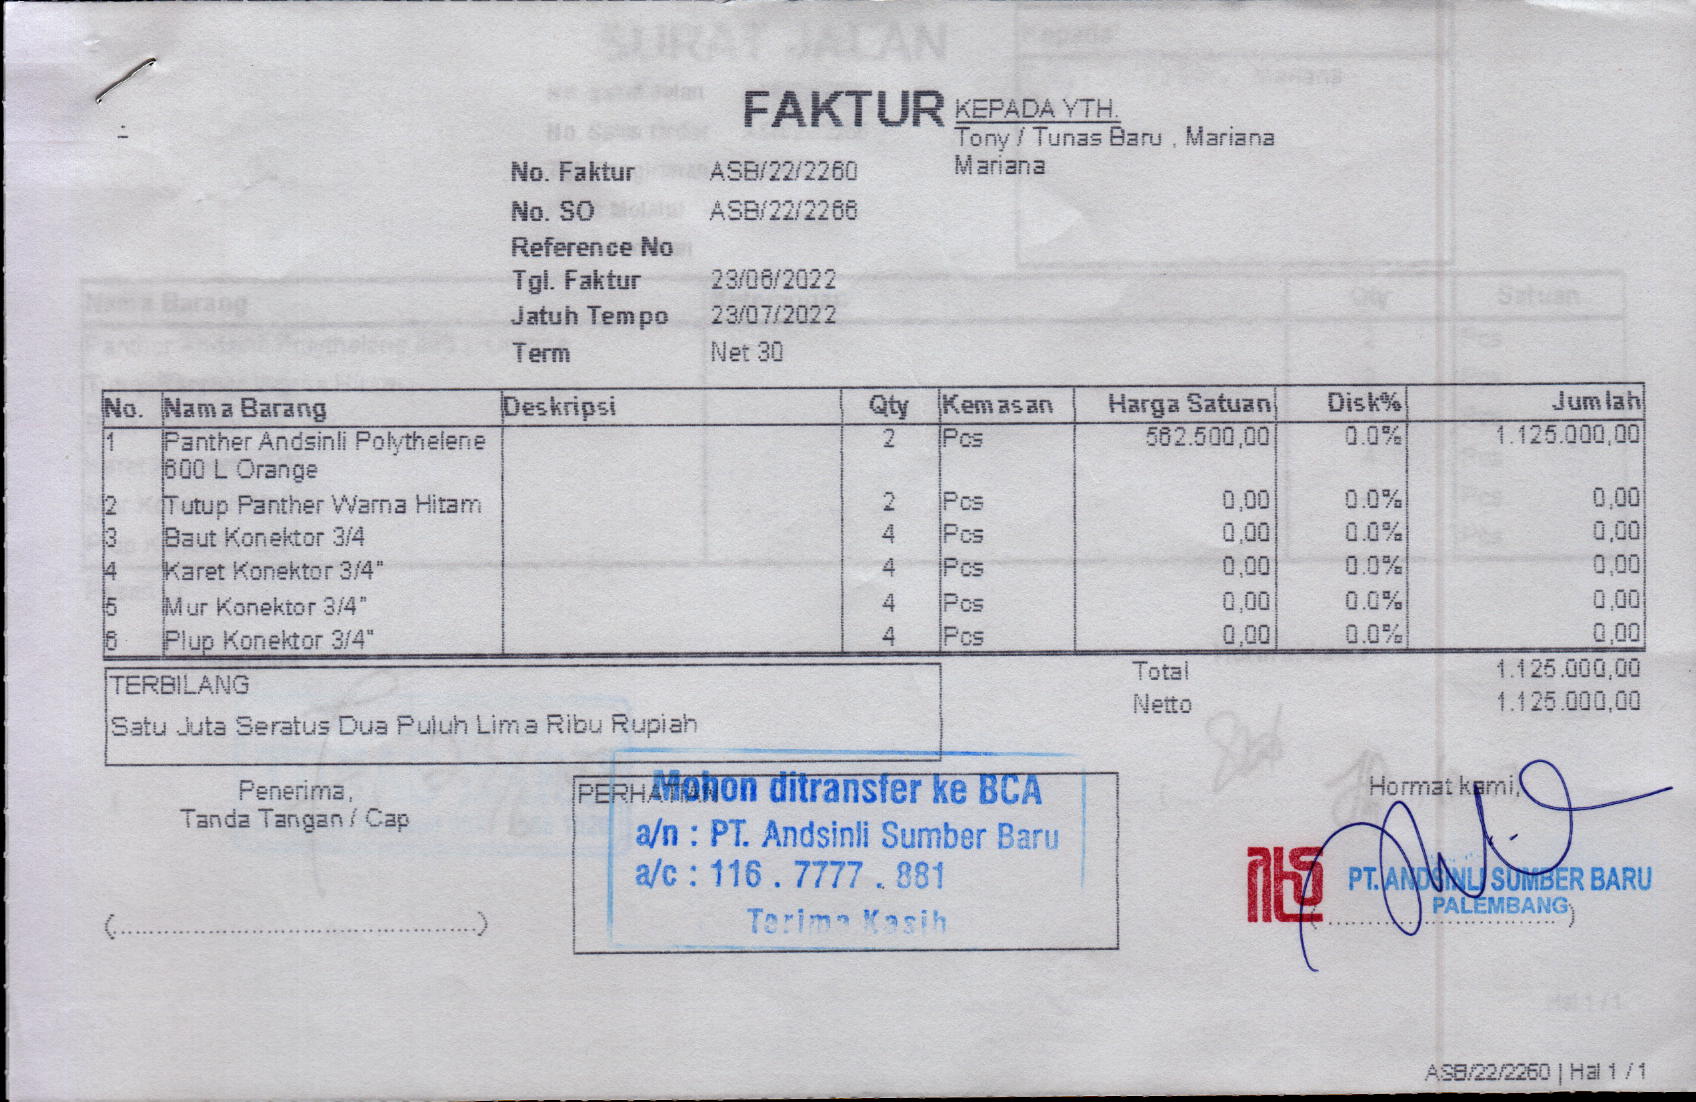 FAKTUR
KEPADA YTH.
Tony / Tunas Baru , Mariana
Mariana
No. Faktur ASB/22/2260
No. SO ASB/22/2266
Reference No
Tgl. Faktur 23/06/2022
Jatuh Tempo 23/07/2022
Term Net 30
No. Nama Barang Deskripsi Qty Kemasan Harga Satuan Disk% Jumlah
1 Panther Andsinli Polythelene 2 Pcs 562.500,00 0.0% 1.125.000,00
600 L Orange
2 Tutup Panther Warna Hitam 2 Pcs 0,00 0.0% 0,00
3 Baut Konektor 3/4 4 Pcs 0,00 0.0% 0,00
4 Karet Konektor 3/4" 4 Pcs 0,00 0.0% 0,00
5 Mur Konektor 3/4" 4 Pcs 0,00 0.0% 0,00
6 Plup Konektor 3/4" 4 Pcs 0,00 0.0% 0,00
Total 1.125.000,00
Netto 1.125.000,00
TERBILANG
Satu Juta Seratus Dua Puluh Lima Ribu Rupiah
Penerima,
Tanda Tangan / Cap
(................................................)
PERHATIAN
Mohon ditransfer ke BCA
a/n : PT. Andsinli Sumber Baru
a/c : 116 . 7777 . 881
Terima Kasih
Hormat kami,
PT. ANDSINLI SUMBER BARU
PALEMBANG
ASB/22/2260 | Hal 1 / 1